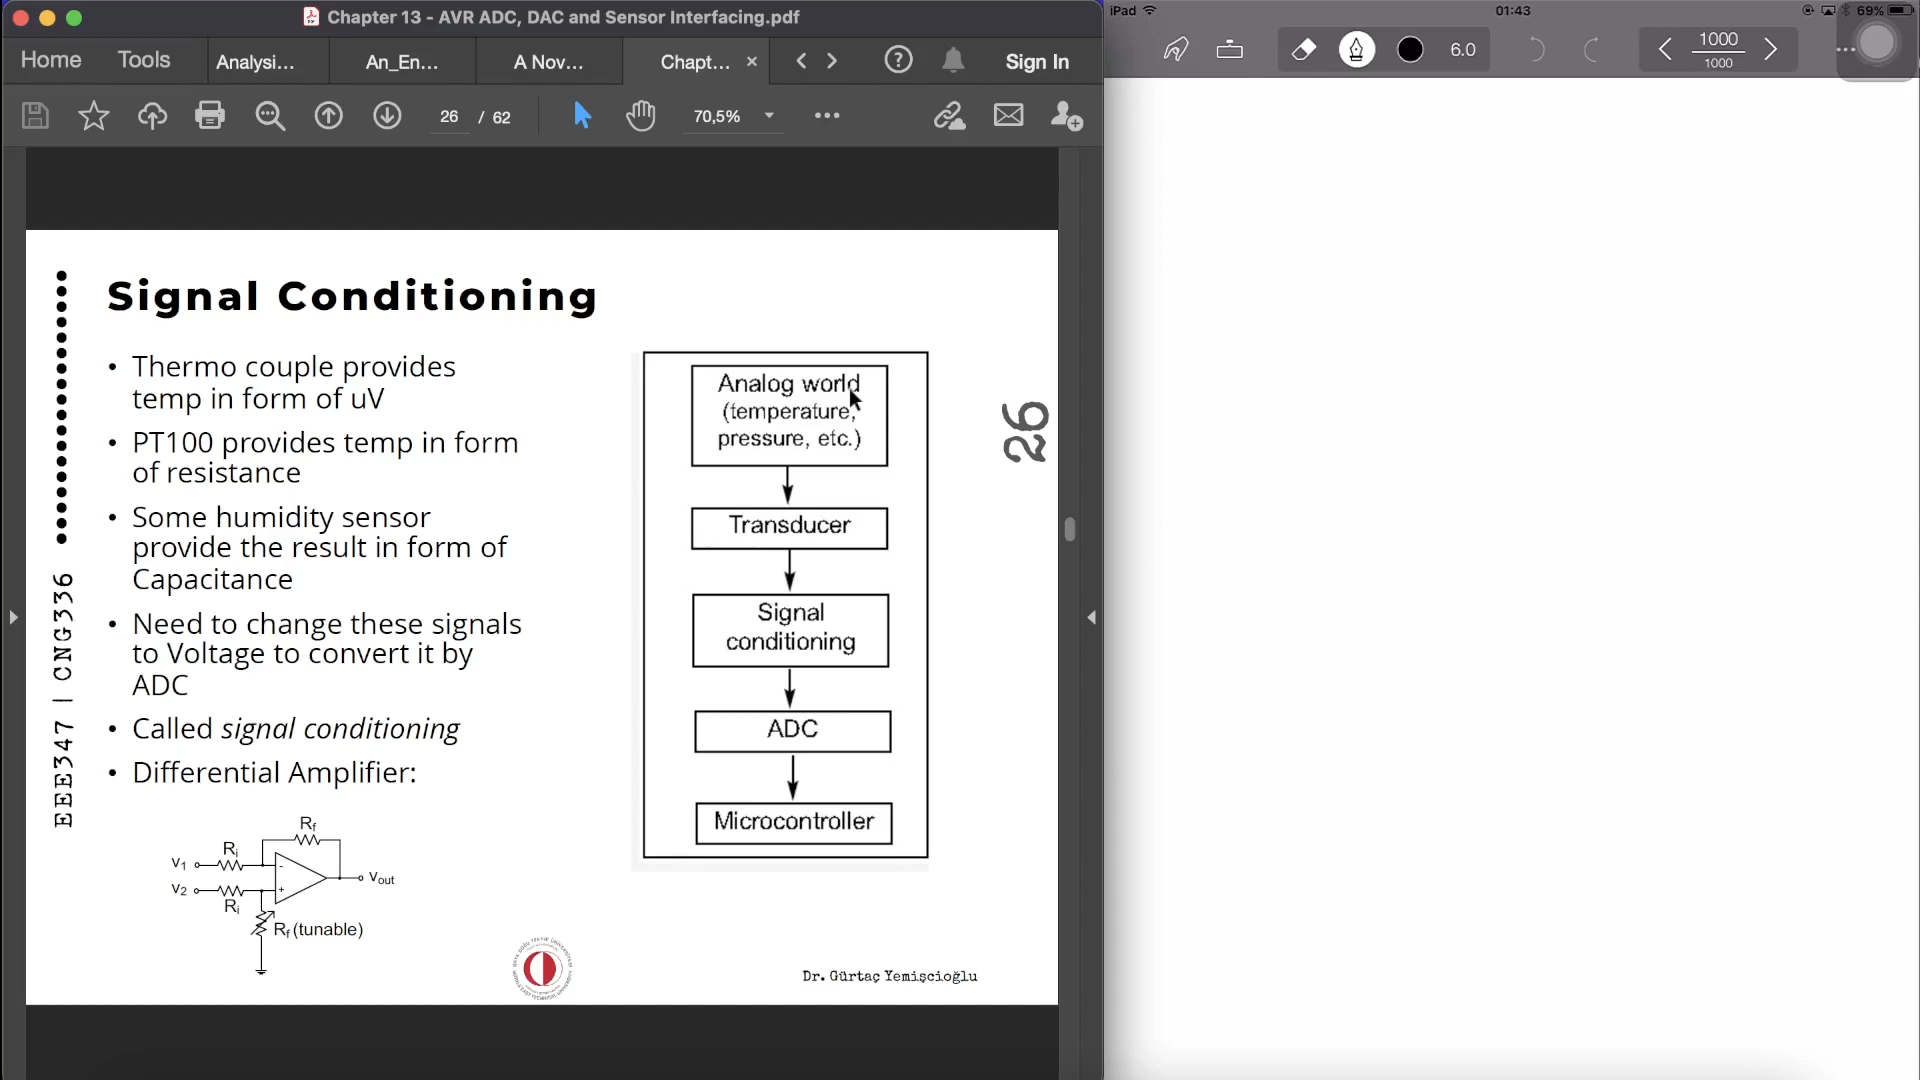 Chapter 13 - AVR ADC, DAC and Sensor Interfacing.pdf
Home
Tools
Analysi...
An_En...
A Nov...
Chapt...
Sign In
26 / 62
70,5%
iPad
01:43
69%
6.0
1000
1000
Signal Conditioning
• Thermo couple provides
temp in form of uV
• PT100 provides temp in form
of resistance
• Some humidity sensor
provide the result in form of
Capacitance
• Need to change these signals
to Voltage to convert it by
ADC
• Called signal conditioning
• Differential Amplifier:
Rf
Ri
V1
V2
Ri
-
+
Vout
Rf (tunable)
Analog world
(temperature,
pressure, etc.)
Transducer
Signal
conditioning
ADC
Microcontroller
26
EEE347 | CNG336
Dr. Gürtaç Yemişcioğlu